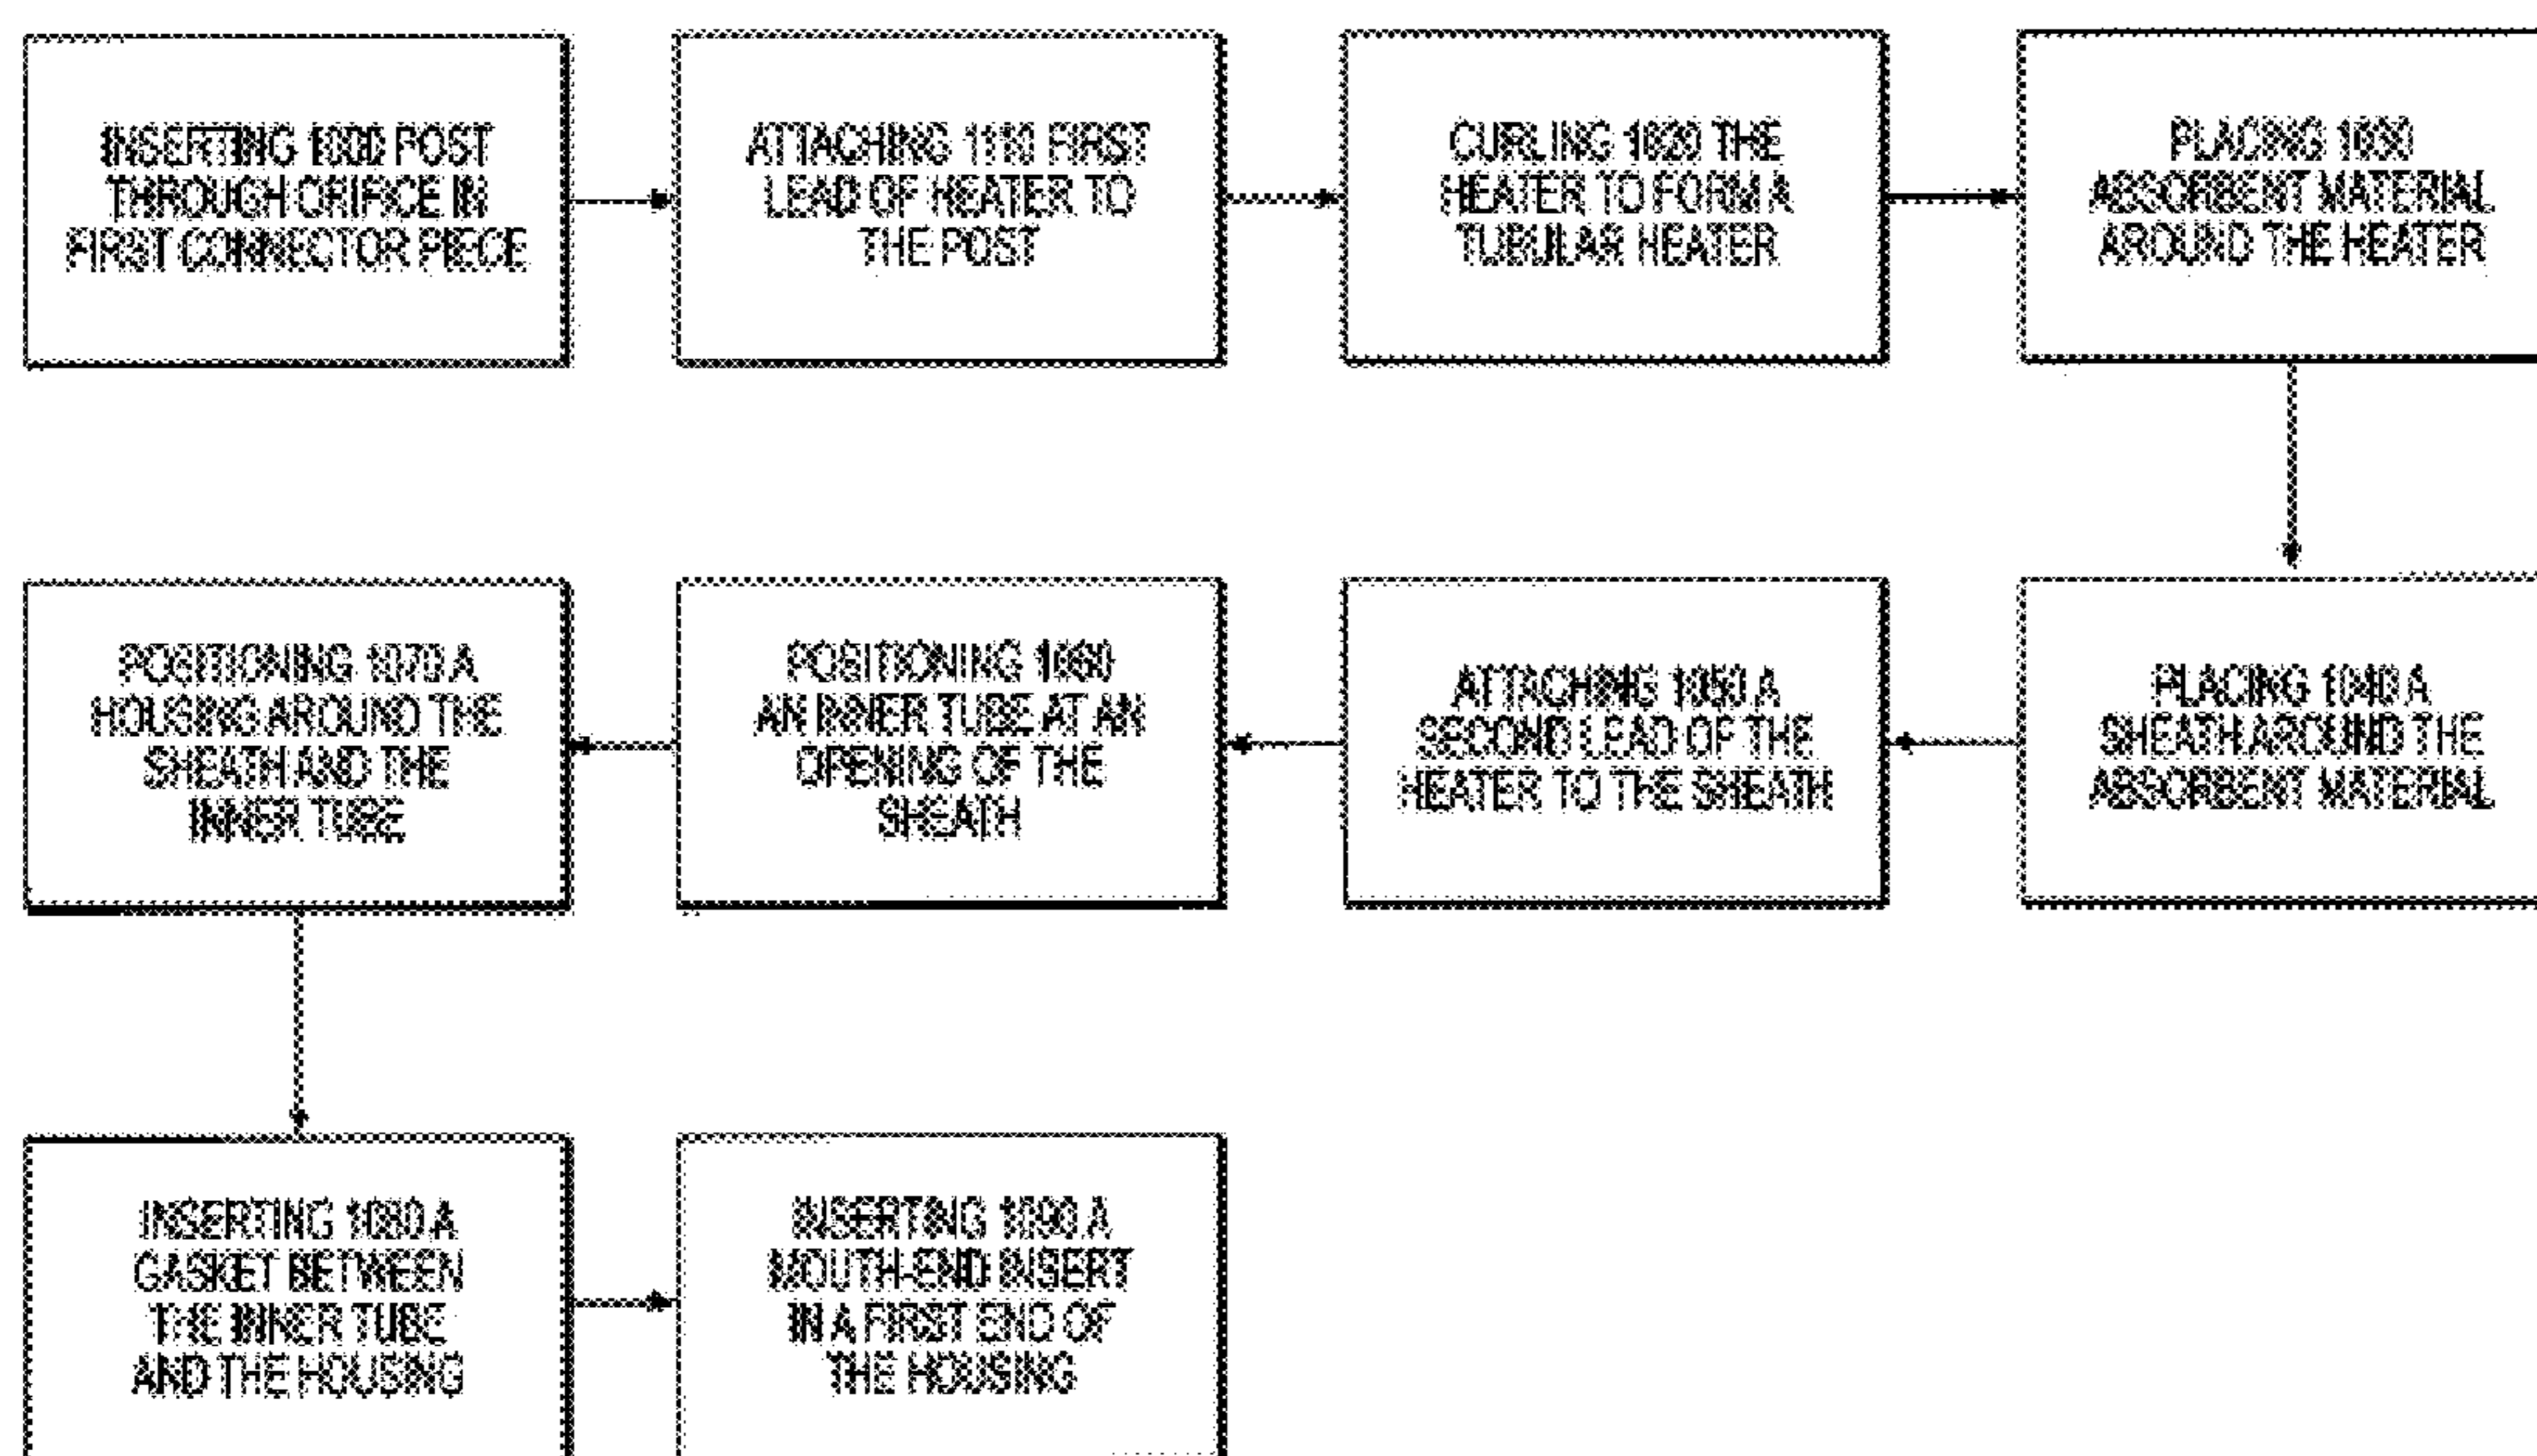 INSERTING 1000 POST
THROUGH ORIFICE IN
FIRST CONNECTOR PIECE
ATTACHING 1110 FIRST
LEAD OF HEATER TO
THE POST
CURLING 1020 THE
HEATER TO FORM A
TUBULAR HEATER
PLACING 1030
ABSORBENT MATERIAL
AROUND THE HEATER
PLACING 1040 A
SHEATH AROUND THE
ABSORBENT MATERIAL
ATTACHING 1050 A
SECOND LEAD OF THE
HEATER TO THE SHEATH
POSITIONING 1060
AN INNER TUBE AT AN
OPENING OF THE
SHEATH
POSITIONING 1070 A
HOUSING AROUND THE
SHEATH AND THE
INNER TUBE
INSERTING 1080 A
GASKET BETWEEN
THE INNER TUBE
AND THE HOUSING
INSERTING 1090 A
MOUTH-END INSERT
IN A FIRST END OF
THE HOUSING